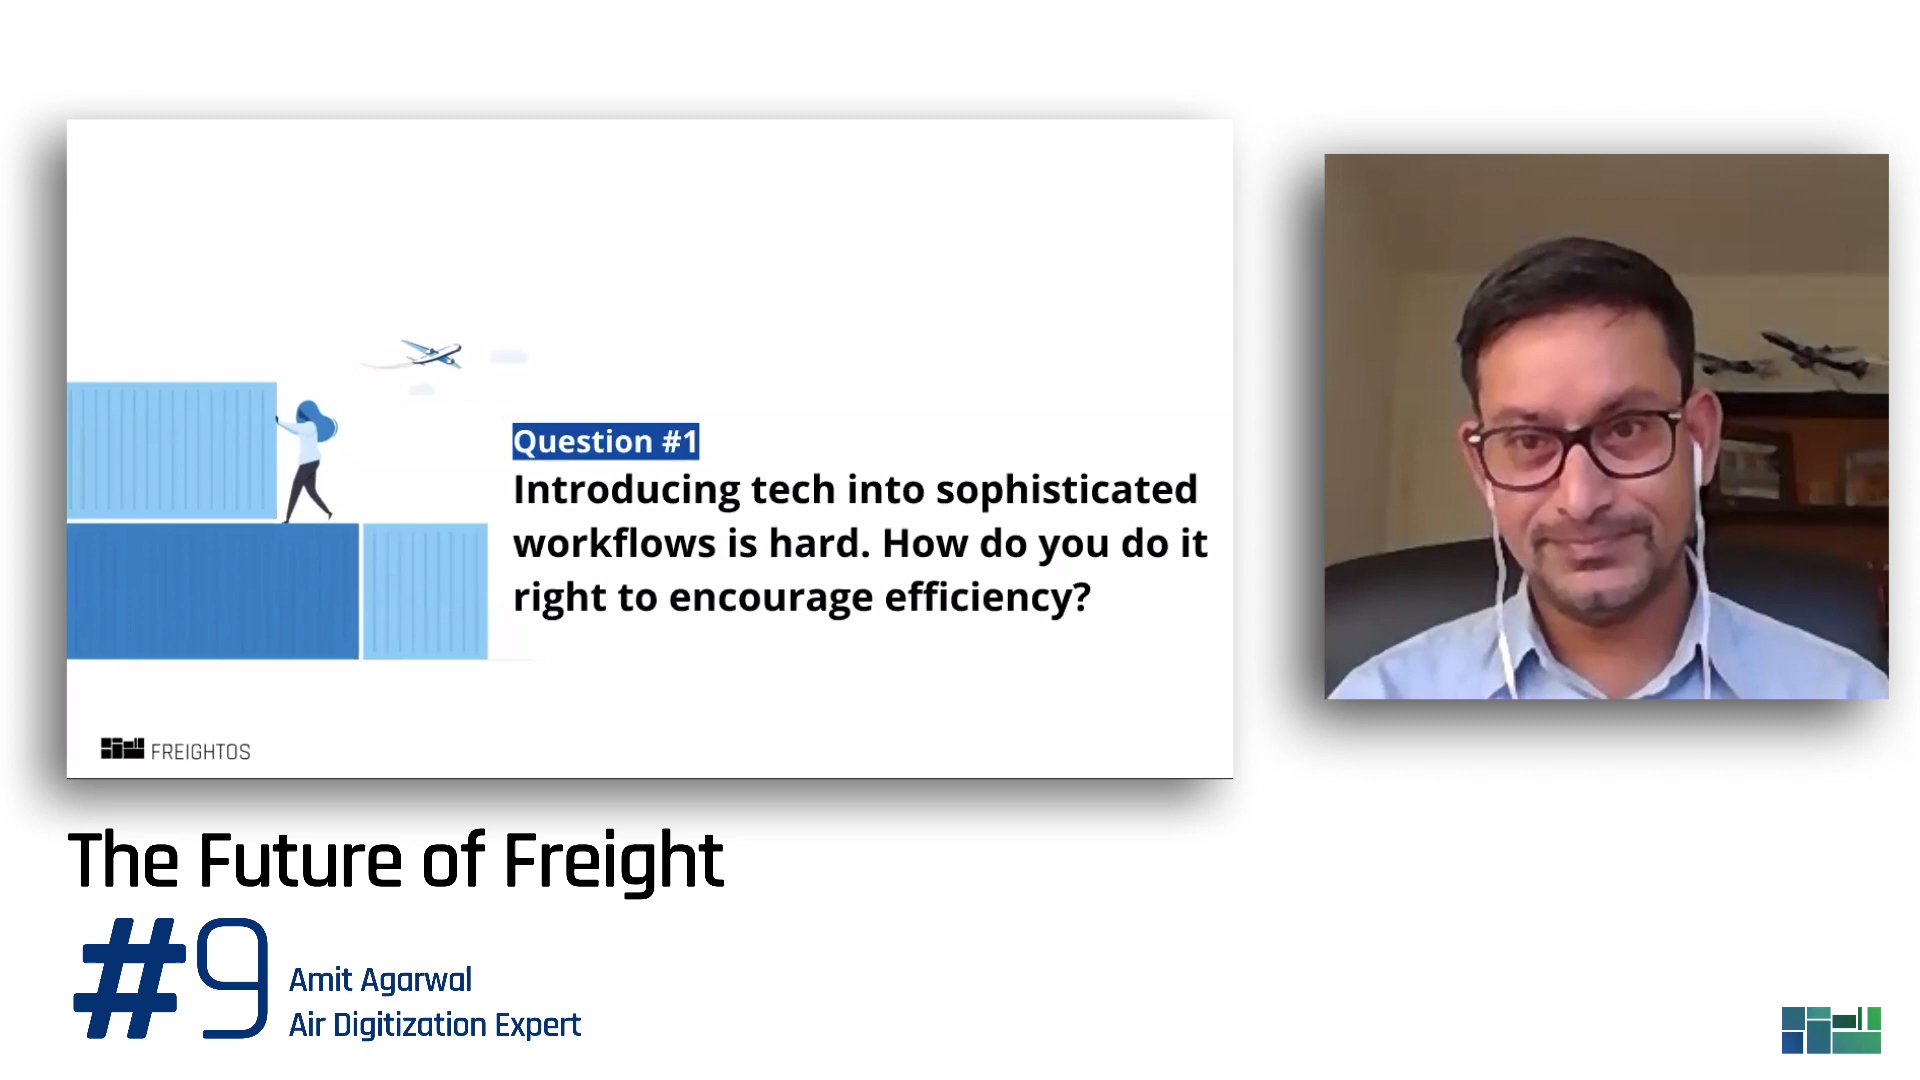 Question #1
Introducing tech into sophisticated
workflows is hard. How do you do it
right to encourage efficiency?
FREIGHTOS
The Future of Freight
#9
Amit Agarwal
Air Digitization Expert